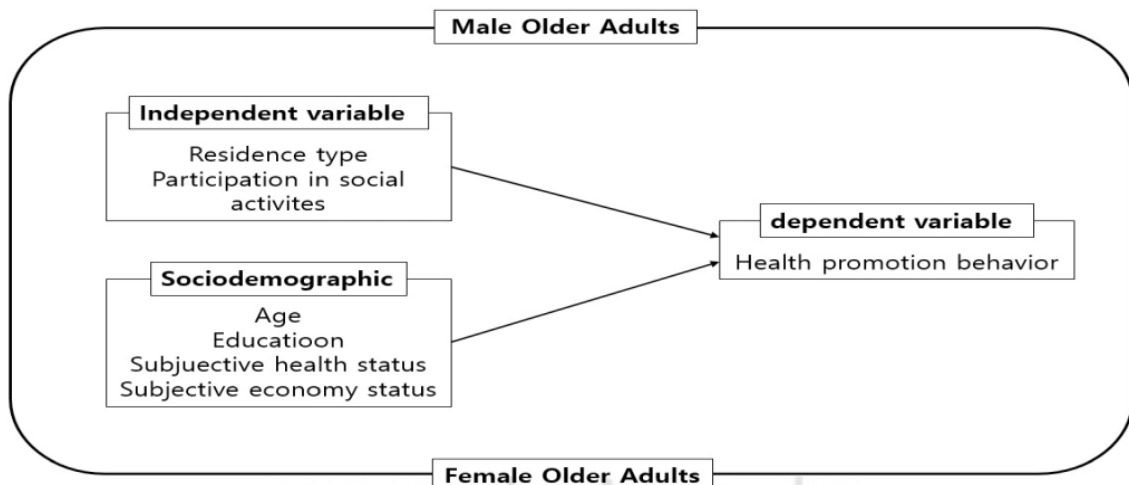 Male Older Adults
Independent variable
Residence type
Participation in social
activites
dependent variable
Health promotion behavior
Sociodemographic
Age
Educatioon
Subjuective health status
Subjective economy status
Female Older Adults